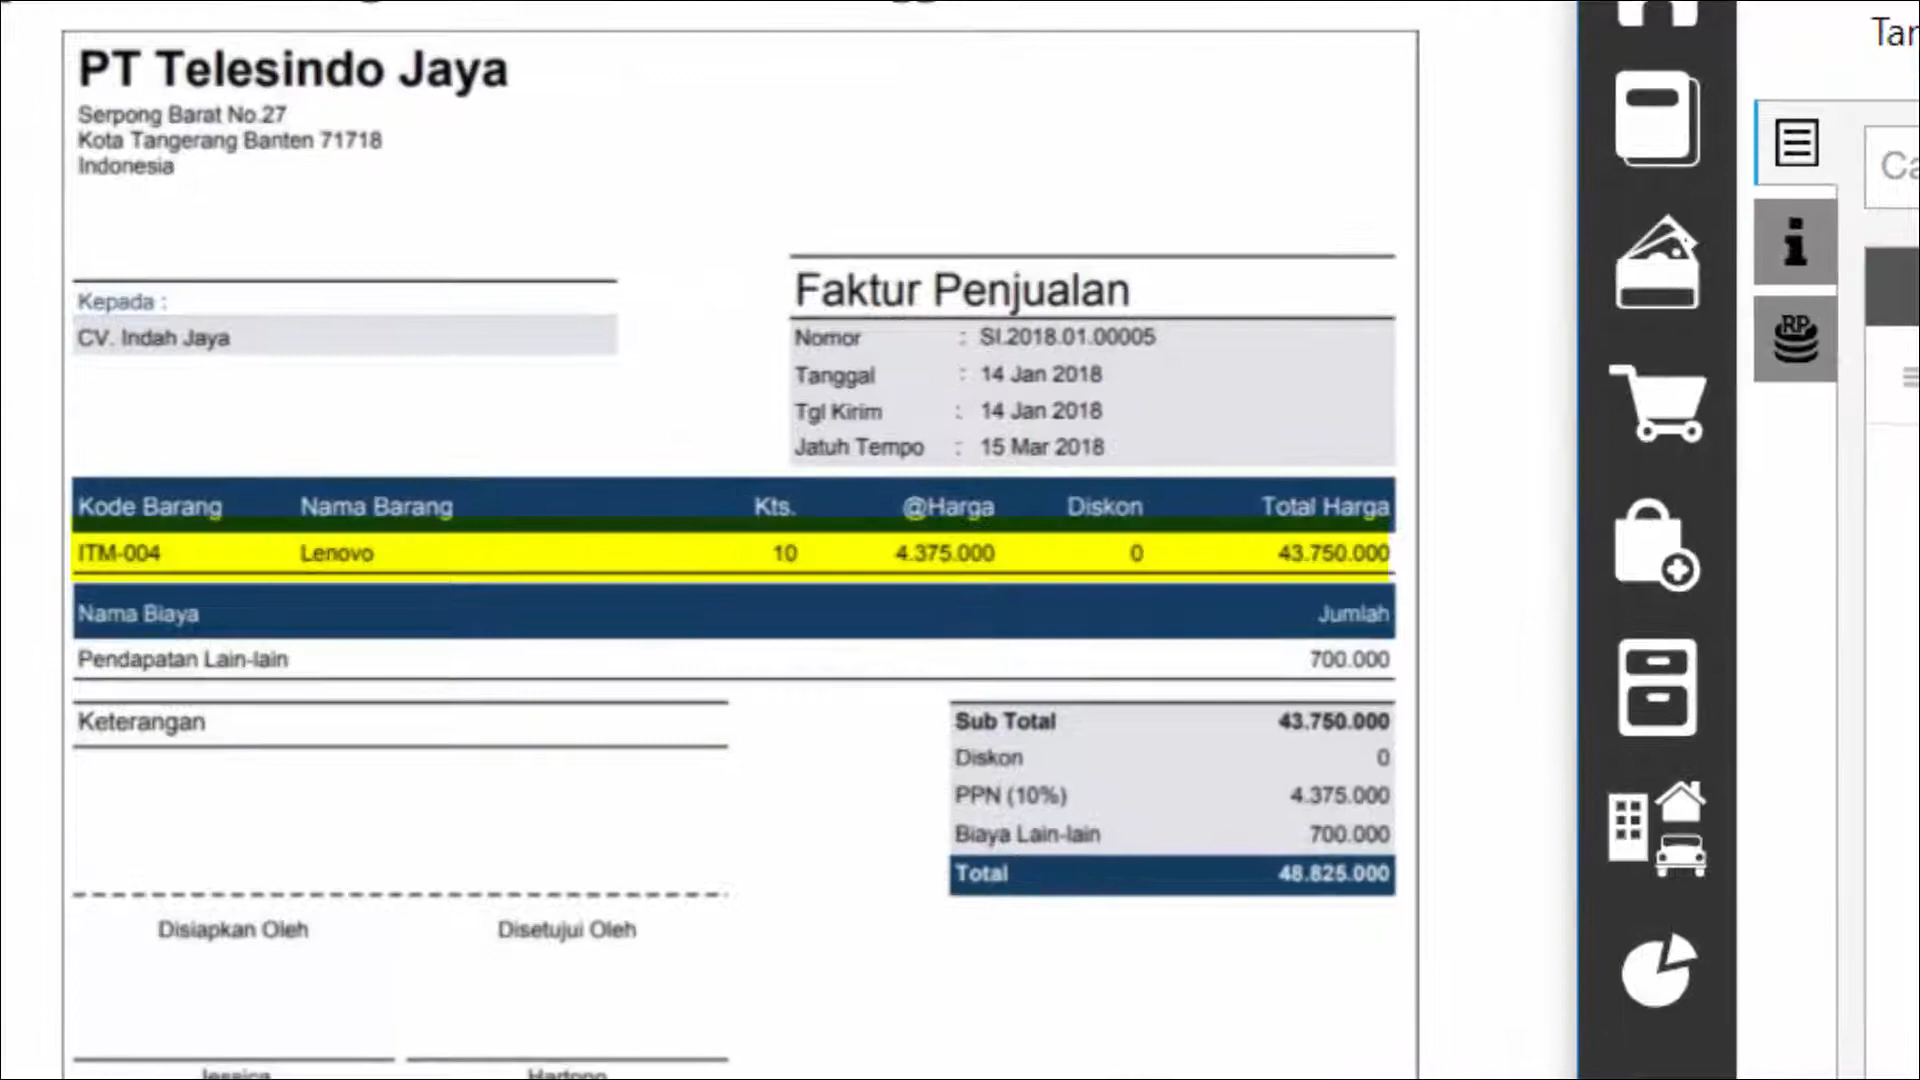 PT Telesindo Jaya
Serpong Barat No.27
Kota Tangerang Banten 71718
Indonesia
Kepada :
CV. Indah Jaya
Faktur Penjualan
Nomor : SI.2018.01.00005
Tanggal : 14 Jan 2018
Tgl Kirim : 14 Jan 2018
Jatuh Tempo : 15 Mar 2018
Kode Barang Nama Barang Kts. @Harga Diskon Total Harga
ITM-004 Lenovo 10 4.375.000 0 43.750.000
Nama Biaya Jumlah
Pendapatan Lain-lain 700.000
Keterangan
Sub Total 43.750.000
Diskon 0
PPN (10%) 4.375.000
Biaya Lain-lain 700.000
Total 48.825.000
Disiapkan Oleh Disetujui Oleh
RP